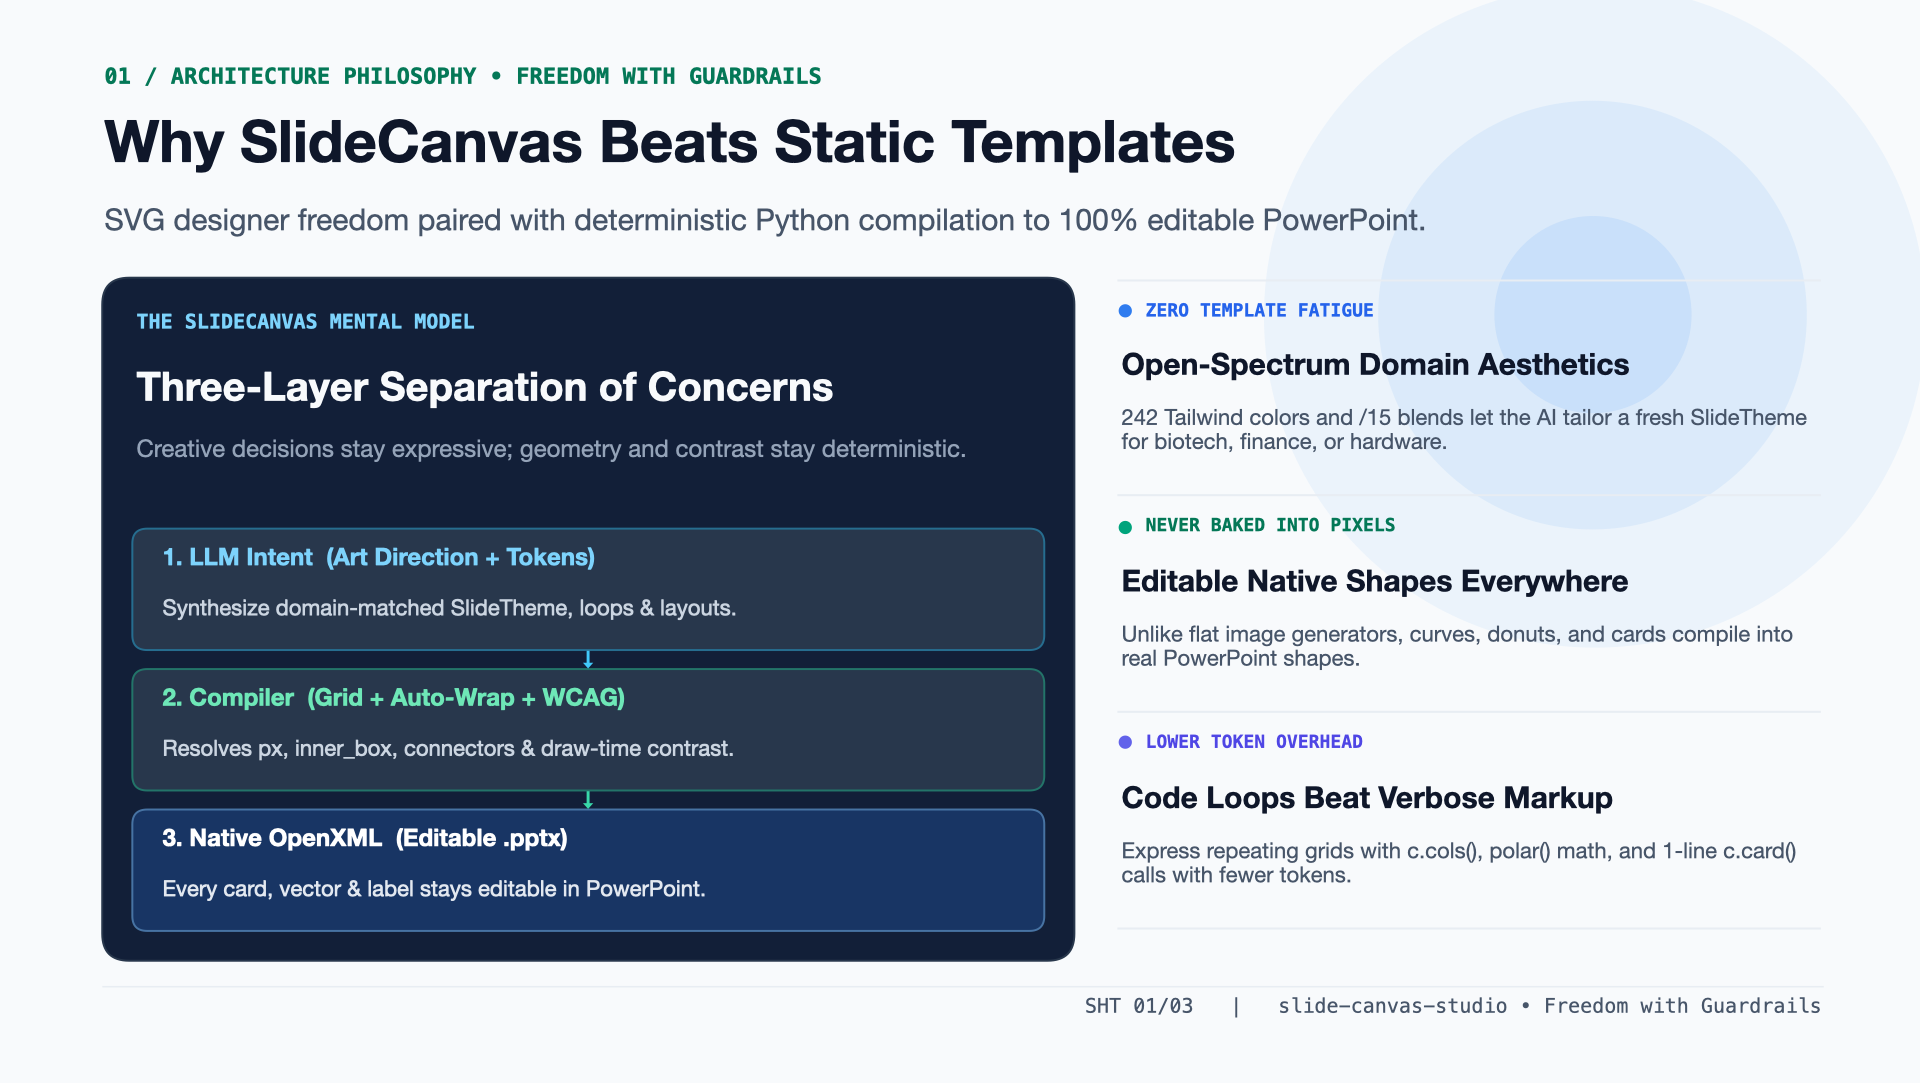 01 / ARCHITECTURE PHILOSOPHY • FREEDOM WITH GUARDRAILS
Why SlideCanvas Beats Static Templates
SVG designer freedom paired with deterministic Python compilation to 100% editable PowerPoint.
THE SLIDECANVAS MENTAL MODEL
Three-Layer Separation of Concerns
Creative decisions stay expressive; geometry and contrast stay deterministic.
1. LLM Intent (Art Direction + Tokens)
Synthesize domain-matched SlideTheme, loops & layouts.
2. Compiler (Grid + Auto-Wrap + WCAG)
Resolves px, inner_box, connectors & draw-time contrast.
3. Native OpenXML (Editable .pptx)
Every card, vector & label stays editable in PowerPoint.
ZERO TEMPLATE FATIGUE
Open-Spectrum Domain Aesthetics
242 Tailwind colors and /15 blends let the AI tailor a fresh SlideTheme
for biotech, finance, or hardware.
NEVER BAKED INTO PIXELS
Editable Native Shapes Everywhere
Unlike flat image generators, curves, donuts, and cards compile into
real PowerPoint shapes.
LOWER TOKEN OVERHEAD
Code Loops Beat Verbose Markup
Express repeating grids with c.cols(), polar() math, and 1-line c.card()
calls with fewer tokens.
SHT 01/03 | slide-canvas-studio • Freedom with Guardrails